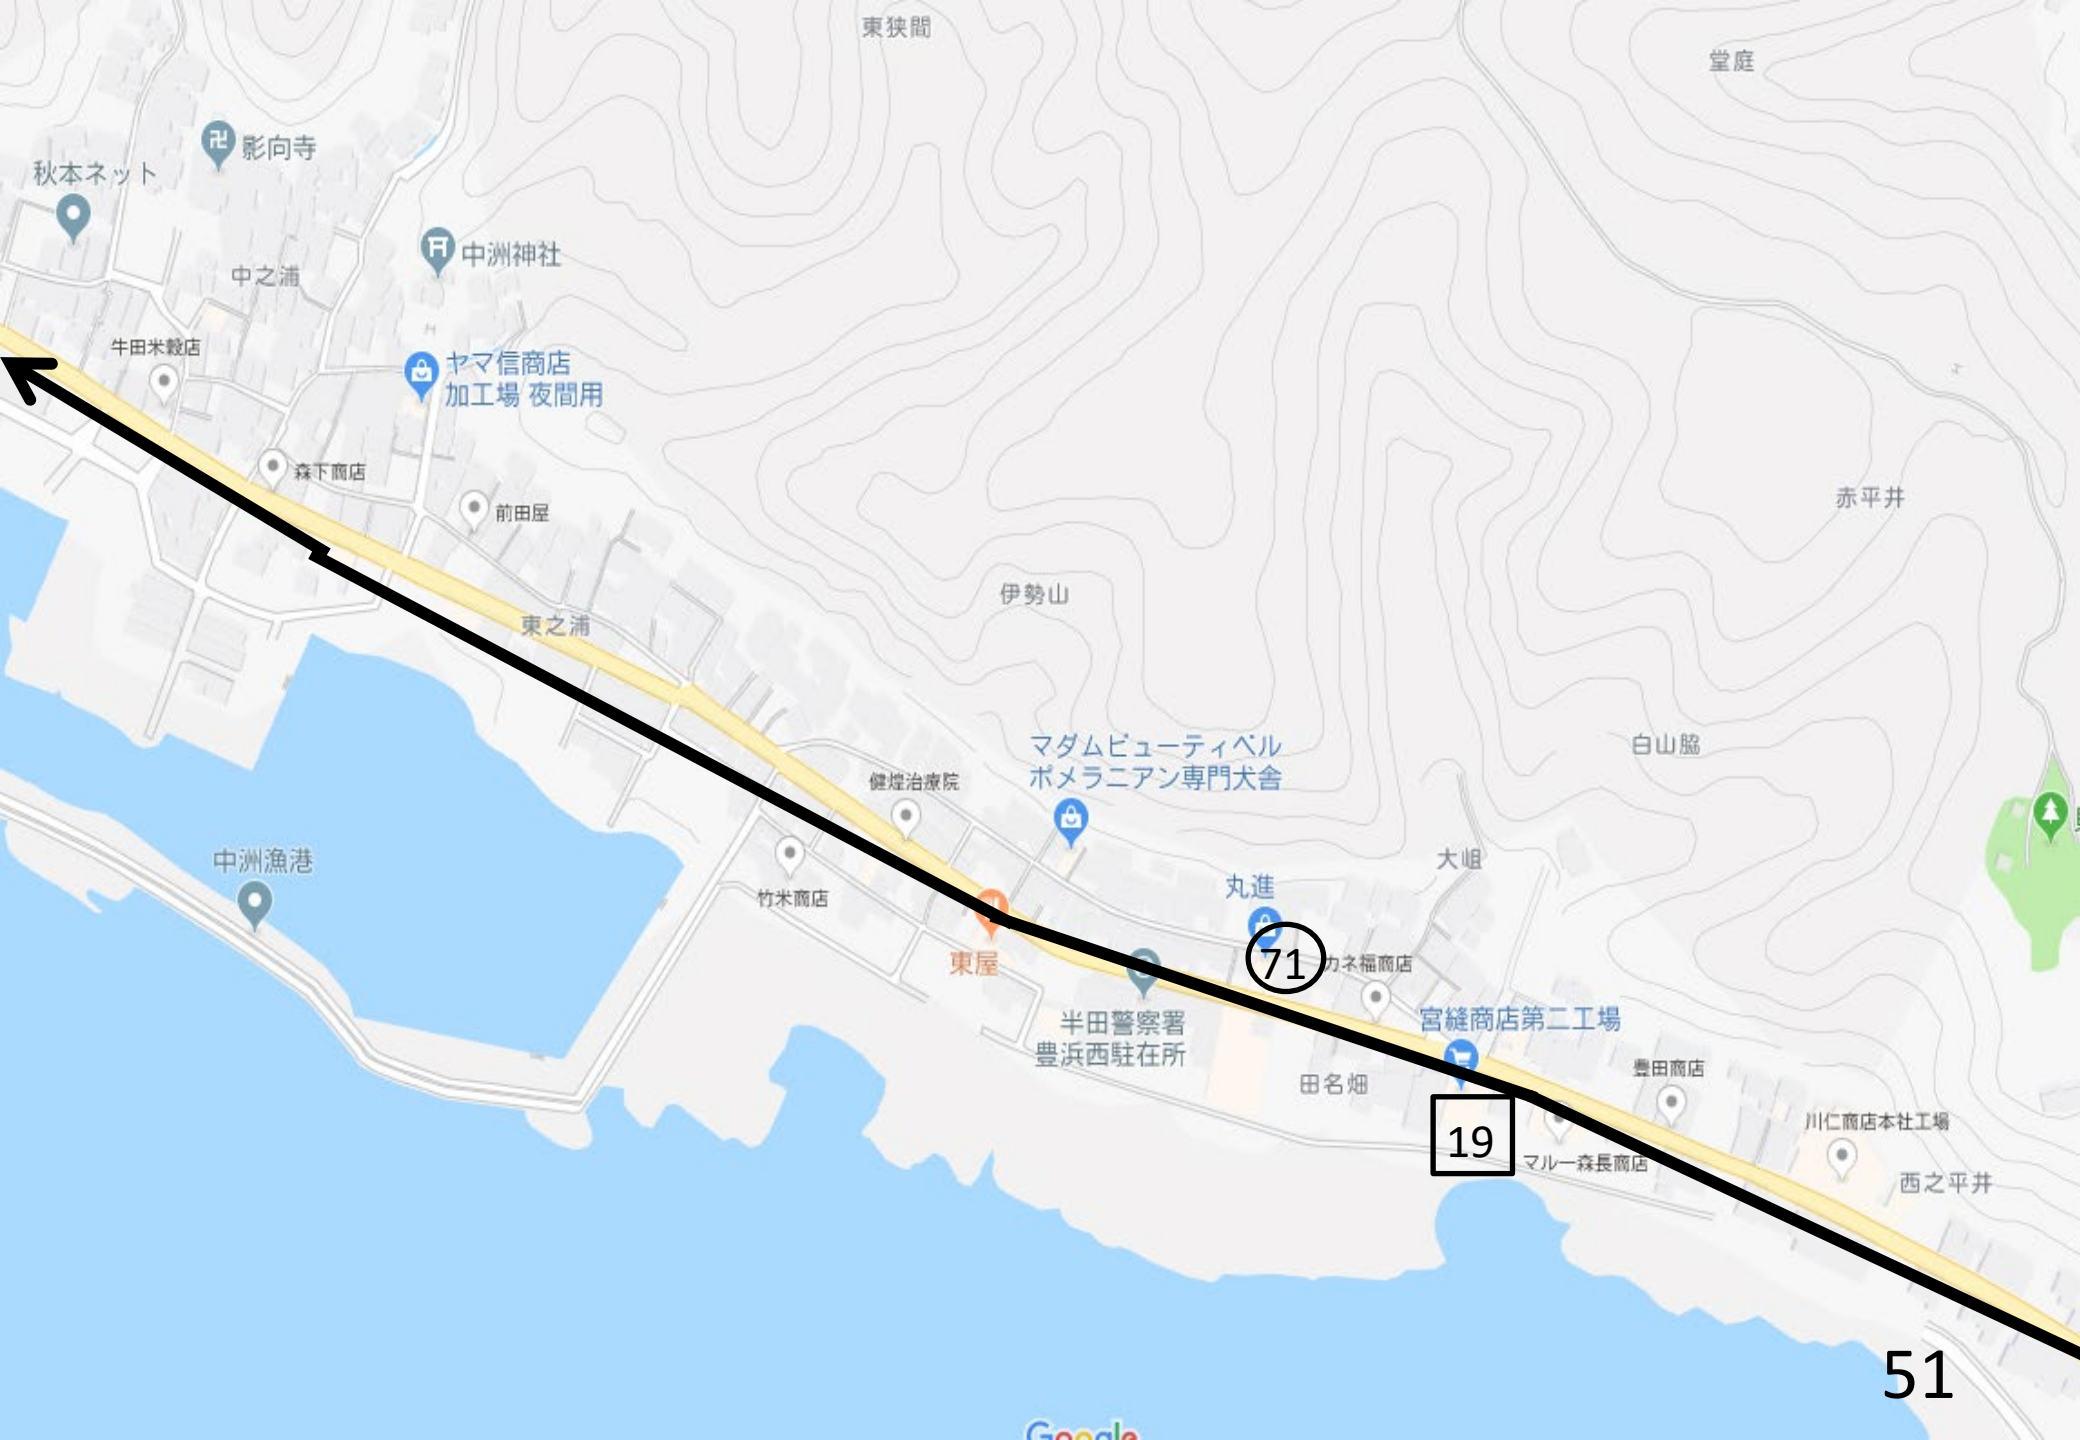 東狭間
堂庭
影向寺
秋本ネット
中洲神社
中之浦
牛田米穀店
ヤマ信商店
加工場 夜間用
森下商店
前田屋
赤平井
伊勢山
東之浦
マダムビューティベル
ポメラニアン専門犬舎
白山脇
健煌治療院
中洲漁港
竹米商店
大岨
丸進
東屋
71
カネ福商店
半田警察署
豊浜西駐在所
宮縫商店第二工場
田名畑
豊田商店
19
川仁商店本社工場
マル一森長商店
西之平井
51
Google